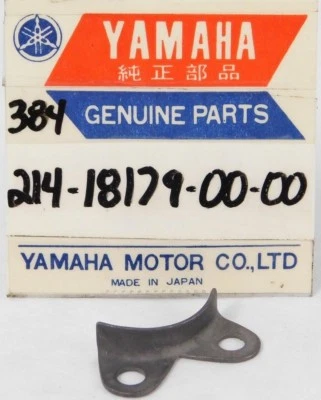 YAMAHA
純正部品
384
GENUINE PARTS
214-18179-00-00
YAMAHA MOTOR CO.,LTD
MADE IN JAPAN